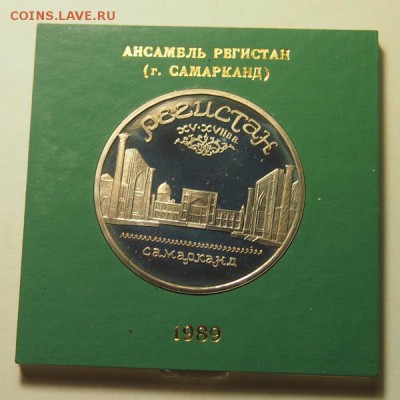 COINS.LAVE.RU
АНСАМБЛЬ РЕГИСТАН
(г. САМАРКАНД)
РЕГИСТАН
XV-XVIIВВ.
САМАРКАНД
1989